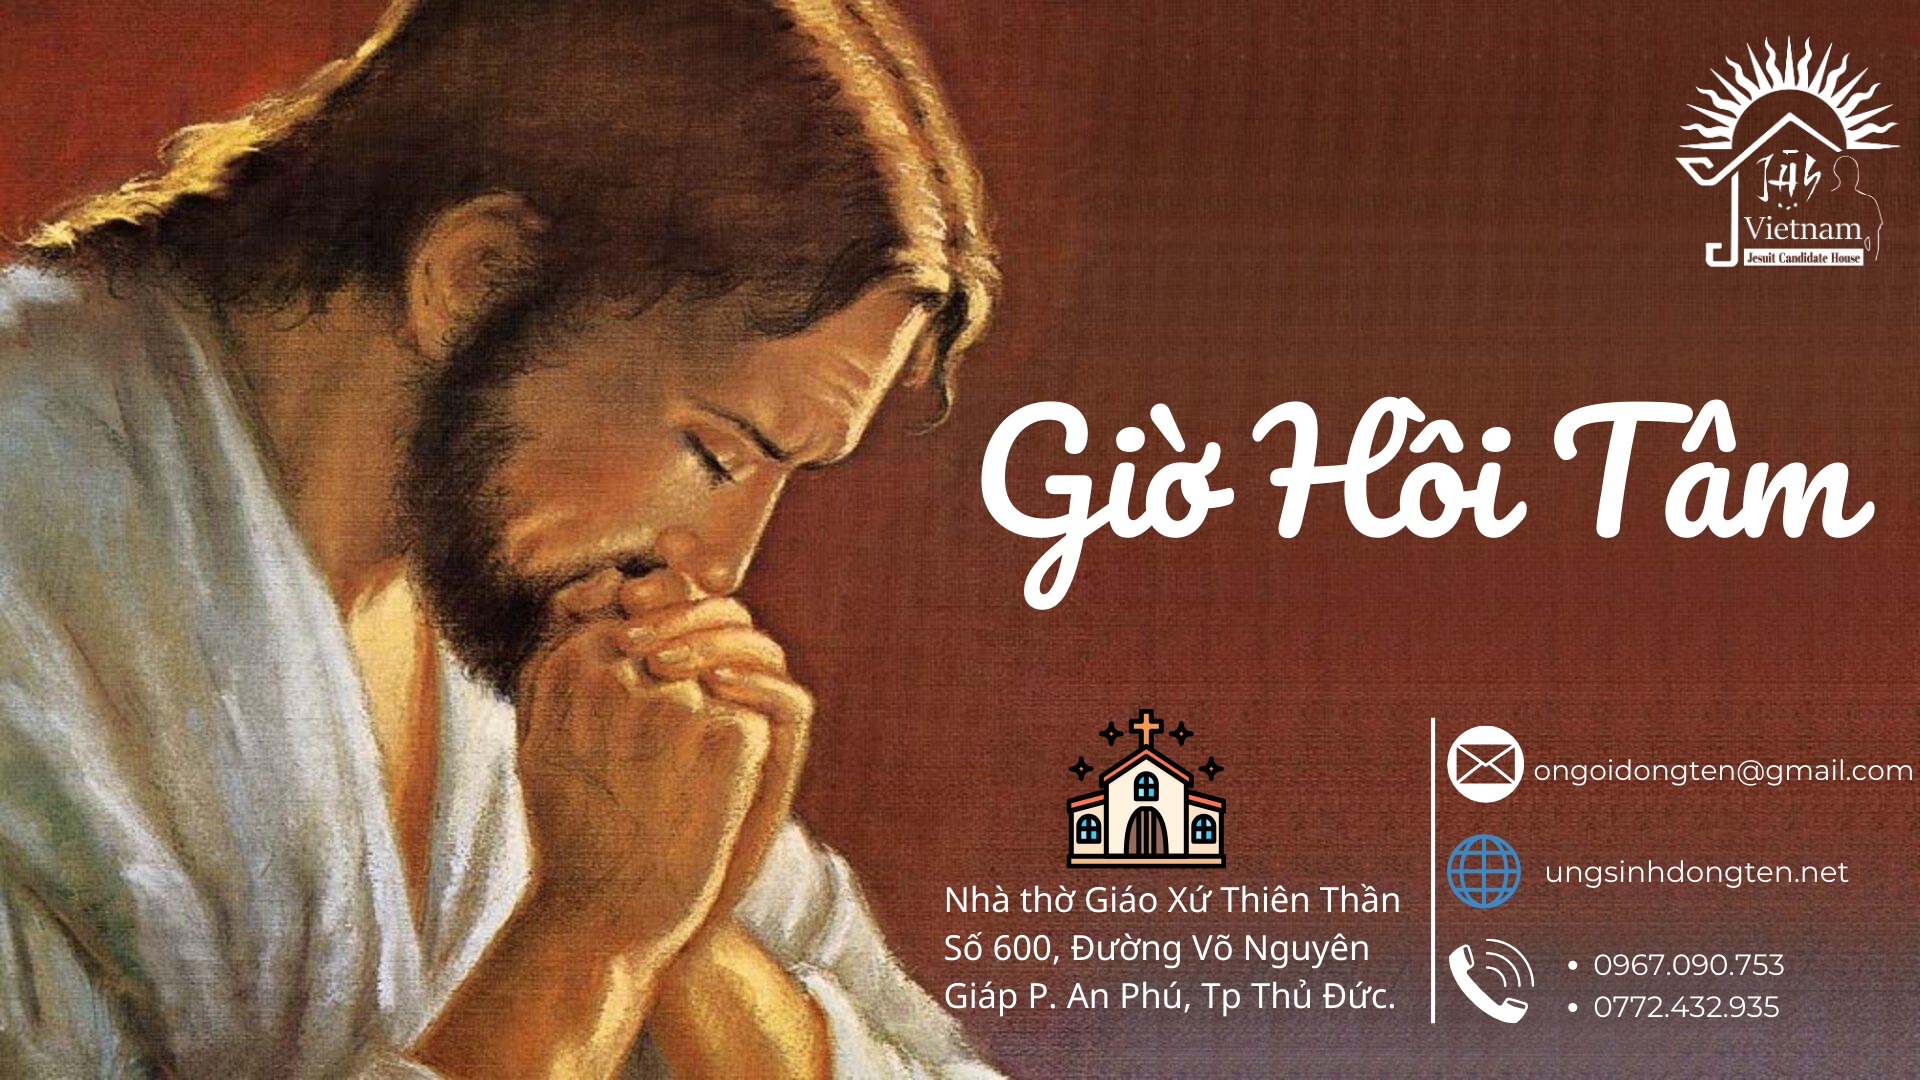 IHS
Vietnam
Jesuit Candidate House
Giờ Hồi Tâm
Nhà thờ Giáo Xứ Thiên Thần
Số 600, Đường Võ Nguyên
Giáp P. An Phú, Tp Thủ Đức.
ongoidongten@gmail.com
ungsinhdongten.net
• 0967.090.753
• 0772.432.935